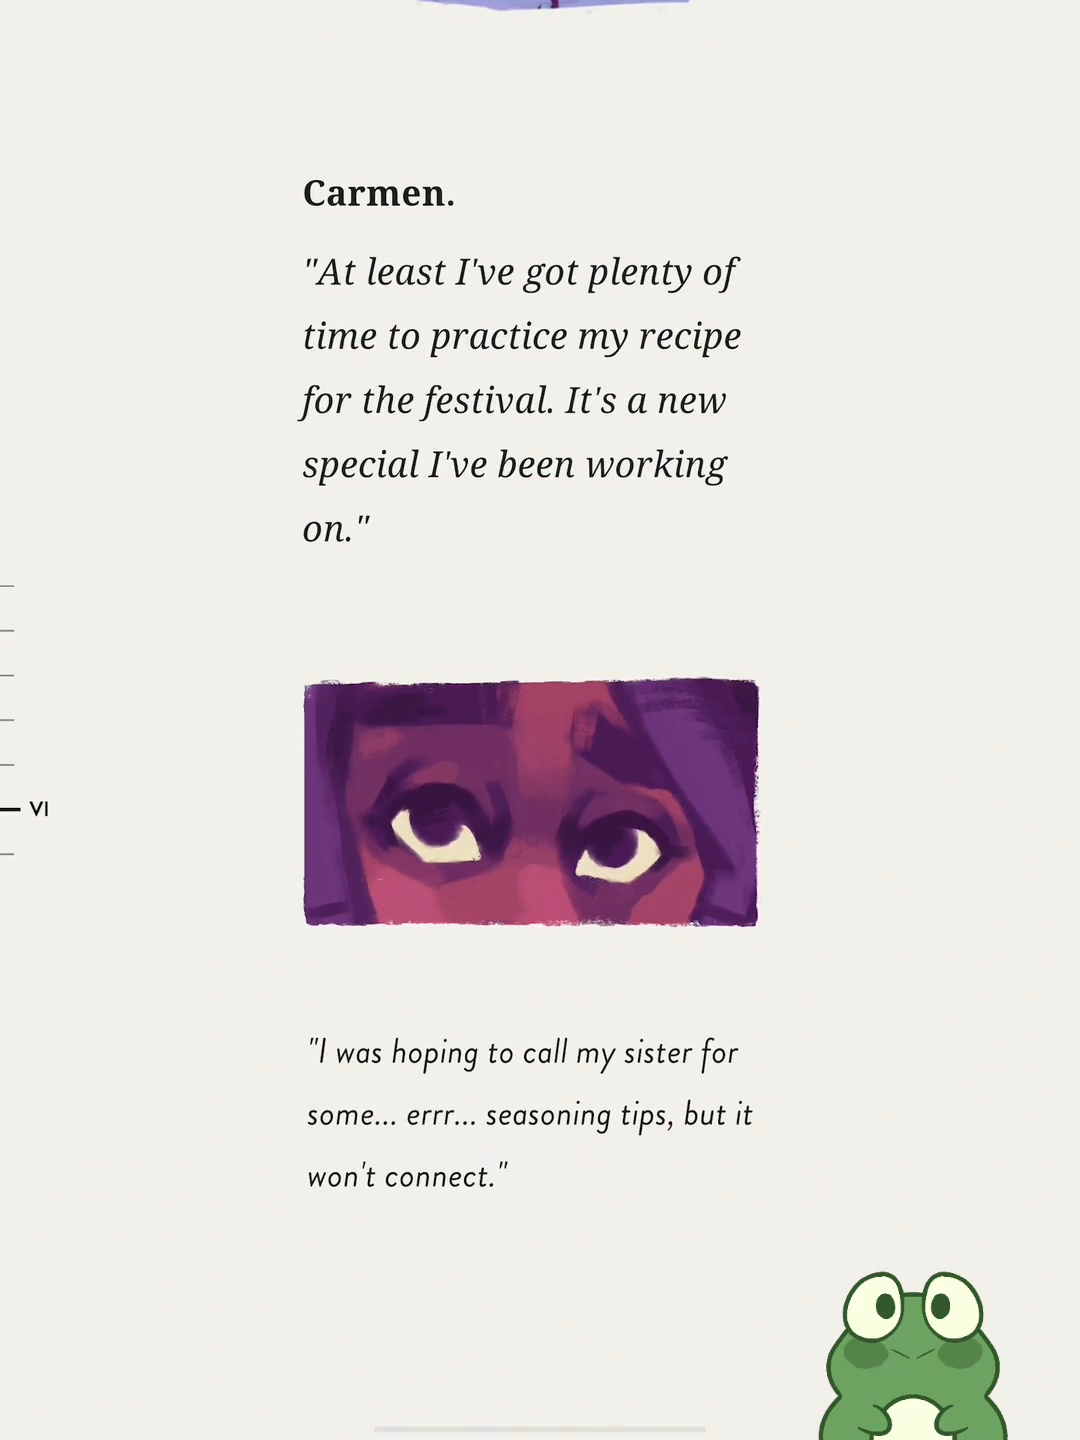 Carmen.
"At least I've got plenty of
time to practice my recipe
for the festival. It's a new
special I've been working
on."
VI
"I was hoping to call my sister for
some... errr... seasoning tips, but it
won't connect."